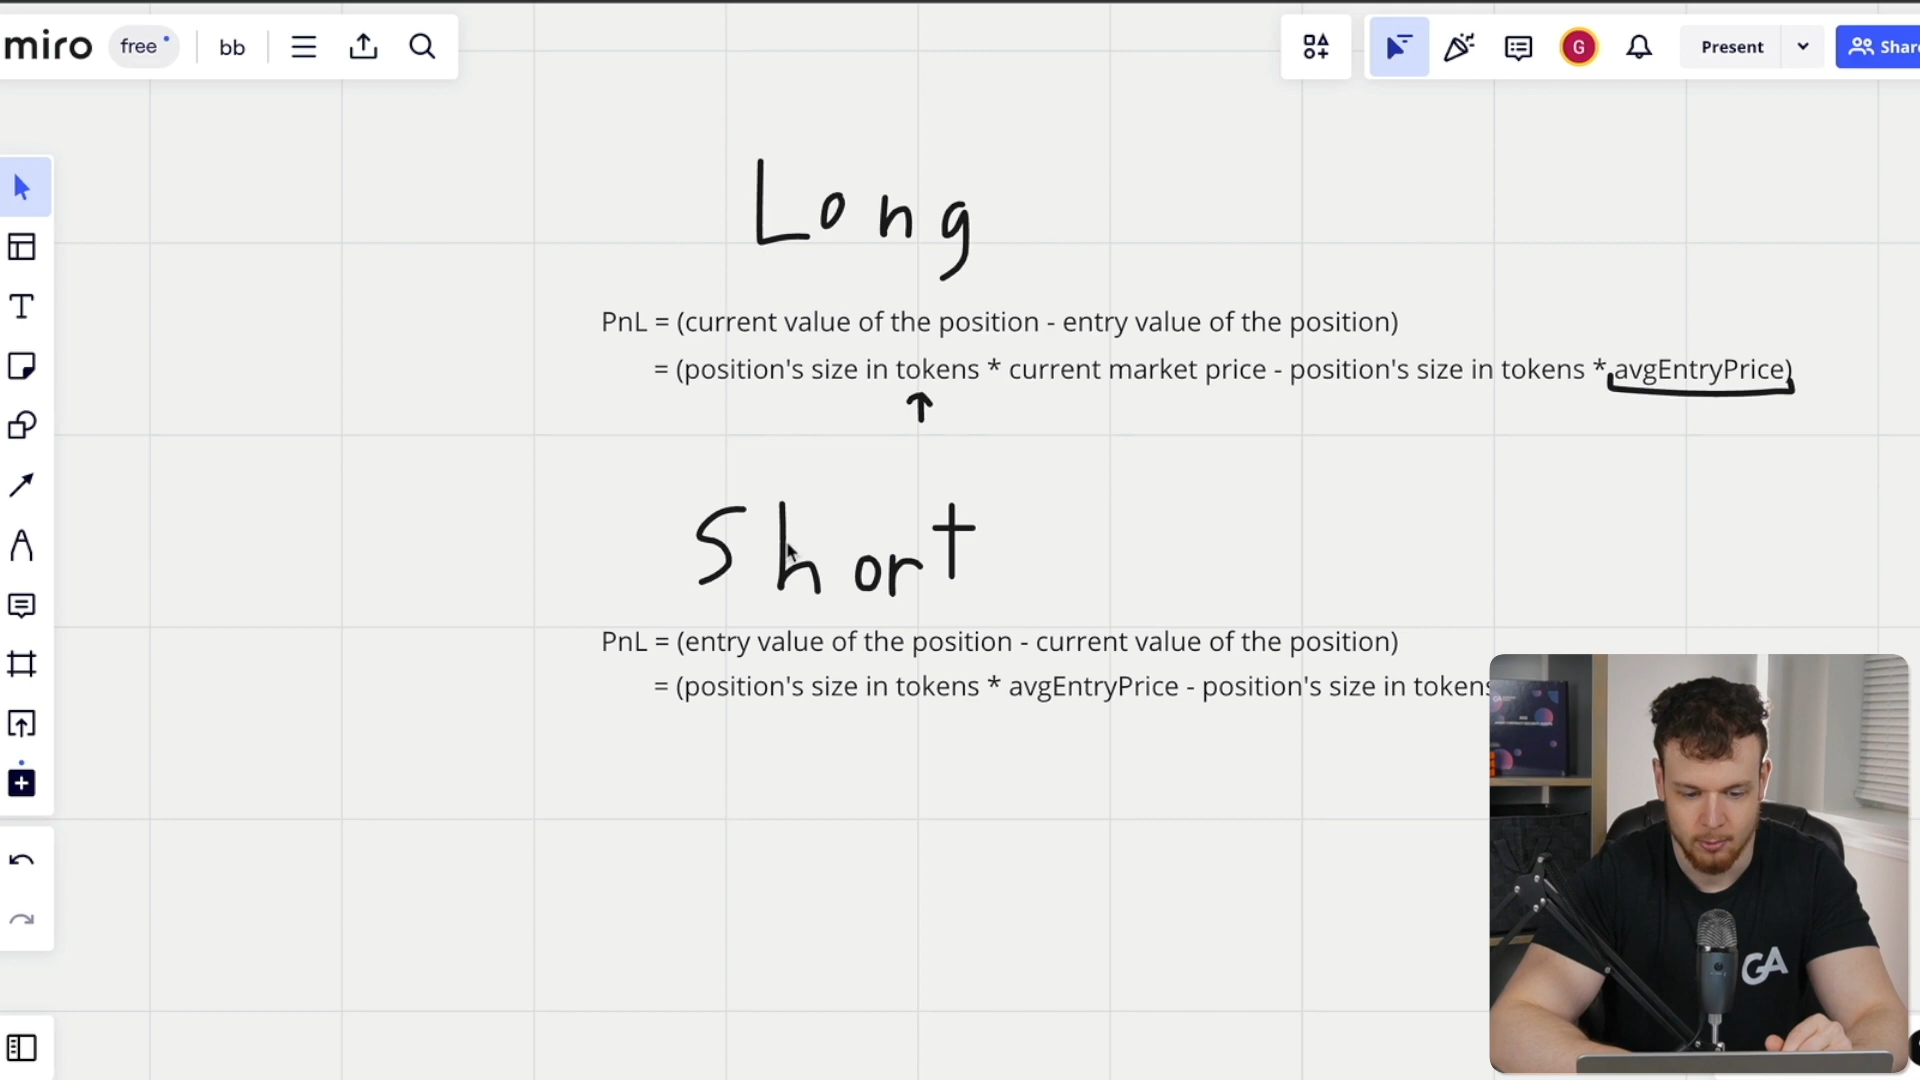 miro free bb
Present
Share
G
Long
PnL = (current value of the position - entry value of the position)
= (position's size in tokens * current market price - position's size in tokens * avgEntryPrice)
Short
PnL = (entry value of the position - current value of the position)
= (position's size in tokens * avgEntryPrice - position's size in tokens
GA